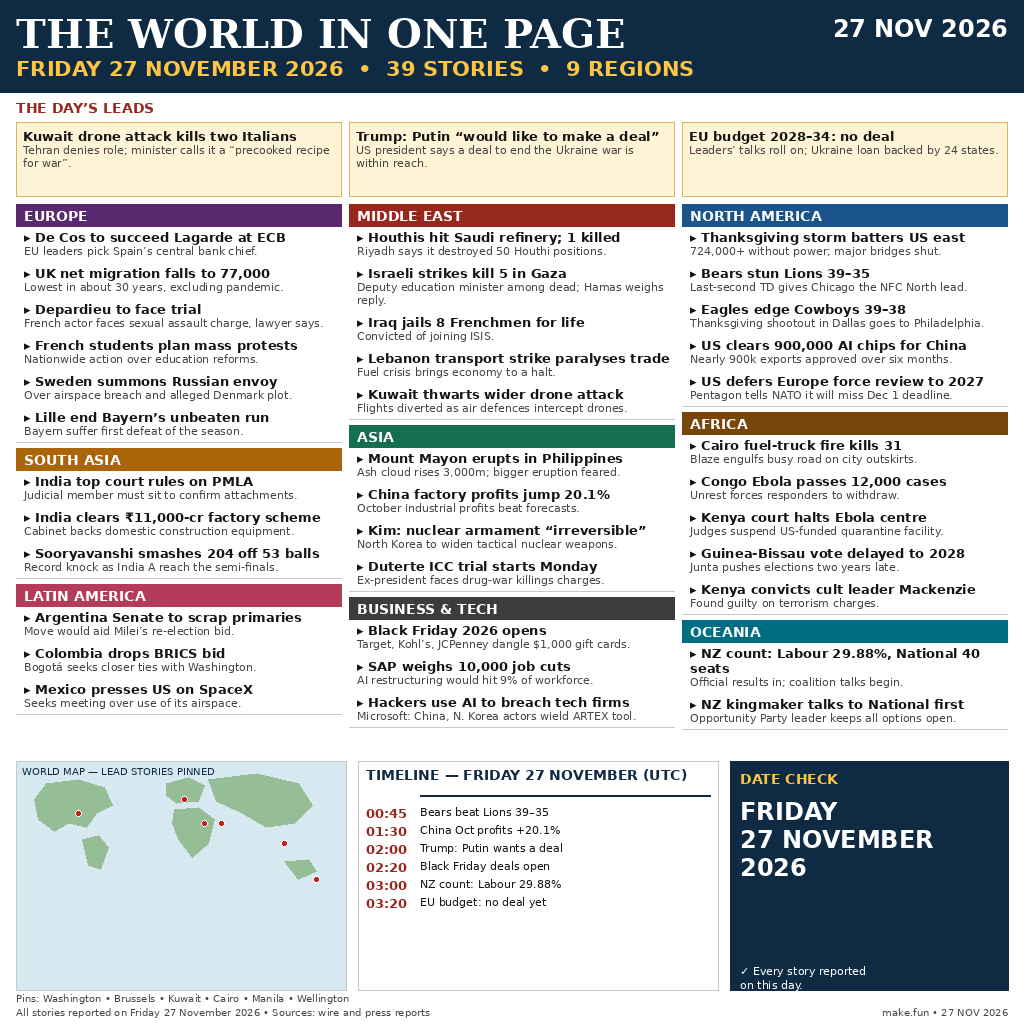 THE WORLD IN ONE PAGE
27 NOV 2026
FRIDAY 27 NOVEMBER 2026 • 39 STORIES • 9 REGIONS
THE DAY’S LEADS
Kuwait drone attack kills two Italians
Tehran denies role; minister calls it a “precooked recipe
for war”.
Trump: Putin “would like to make a deal”
US president says a deal to end the Ukraine war is
within reach.
EU budget 2028–34: no deal
Leaders’ talks roll on; Ukraine loan backed by 24 states.
EUROPE
▸ De Cos to succeed Lagarde at ECB
EU leaders pick Spain’s central bank chief.
▸ UK net migration falls to 77,000
Lowest in about 30 years, excluding pandemic.
▸ Depardieu to face trial
French actor faces sexual assault charge, lawyer says.
▸ French students plan mass protests
Nationwide action over education reforms.
▸ Sweden summons Russian envoy
Over airspace breach and alleged Denmark plot.
▸ Lille end Bayern’s unbeaten run
Bayern suffer first defeat of the season.
SOUTH ASIA
▸ India top court rules on PMLA
Judicial member must sit to confirm attachments.
▸ India clears ₹11,000-cr factory scheme
Cabinet backs domestic construction equipment.
▸ Sooryavanshi smashes 204 off 53 balls
Record knock as India A reach the semi-finals.
LATIN AMERICA
▸ Argentina Senate to scrap primaries
Move would aid Milei’s re-election bid.
▸ Colombia drops BRICS bid
Bogotá seeks closer ties with Washington.
▸ Mexico presses US on SpaceX
Seeks meeting over use of its airspace.
MIDDLE EAST
▸ Houthis hit Saudi refinery; 1 killed
Riyadh says it destroyed 50 Houthi positions.
▸ Israeli strikes kill 5 in Gaza
Deputy education minister among dead; Hamas weighs
reply.
▸ Iraq jails 8 Frenchmen for life
Convicted of joining ISIS.
▸ Lebanon transport strike paralyses trade
Fuel crisis brings economy to a halt.
▸ Kuwait thwarts wider drone attack
Flights diverted as air defences intercept drones.
ASIA
▸ Mount Mayon erupts in Philippines
Ash cloud rises 3,000m; bigger eruption feared.
▸ China factory profits jump 20.1%
October industrial profits beat forecasts.
▸ Kim: nuclear armament “irreversible”
North Korea to widen tactical nuclear weapons.
▸ Duterte ICC trial starts Monday
Ex-president faces drug-war killings charges.
BUSINESS & TECH
▸ Black Friday 2026 opens
Target, Kohl’s, JCPenney dangle $1,000 gift cards.
▸ SAP weighs 10,000 job cuts
AI restructuring would hit 9% of workforce.
▸ Hackers use AI to breach tech firms
Microsoft: China, N. Korea actors wield ARTEX tool.
NORTH AMERICA
▸ Thanksgiving storm batters US east
724,000+ without power; major bridges shut.
▸ Bears stun Lions 39–35
Last-second TD gives Chicago the NFC North lead.
▸ Eagles edge Cowboys 39–38
Thanksgiving shootout in Dallas goes to Philadelphia.
▸ US clears 900,000 AI chips for China
Nearly 900k exports approved over six months.
▸ US defers Europe force review to 2027
Pentagon tells NATO it will miss Dec 1 deadline.
AFRICA
▸ Cairo fuel-truck fire kills 31
Blaze engulfs busy road on city outskirts.
▸ Congo Ebola passes 12,000 cases
Unrest forces responders to withdraw.
▸ Kenya court halts Ebola centre
Judges suspend US-funded quarantine facility.
▸ Guinea-Bissau vote delayed to 2028
Junta pushes elections two years late.
▸ Kenya convicts cult leader Mackenzie
Found guilty on terrorism charges.
OCEANIA
▸ NZ count: Labour 29.88%, National 40
seats
Official results in; coalition talks begin.
▸ NZ kingmaker talks to National first
Opportunity Party leader keeps all options open.
WORLD MAP — LEAD STORIES PINNED
TIMELINE — FRIDAY 27 NOVEMBER (UTC)
00:45 Bears beat Lions 39–35
01:30 China Oct profits +20.1%
02:00 Trump: Putin wants a deal
02:20 Black Friday deals open
03:00 NZ count: Labour 29.88%
03:20 EU budget: no deal yet
DATE CHECK
FRIDAY
27 NOVEMBER
2026
✓ Every story reported
on this day.
Pins: Washington • Brussels • Kuwait • Cairo • Manila • Wellington
All stories reported on Friday 27 November 2026 • Sources: wire and press reports
make.fun • 27 NOV 2026